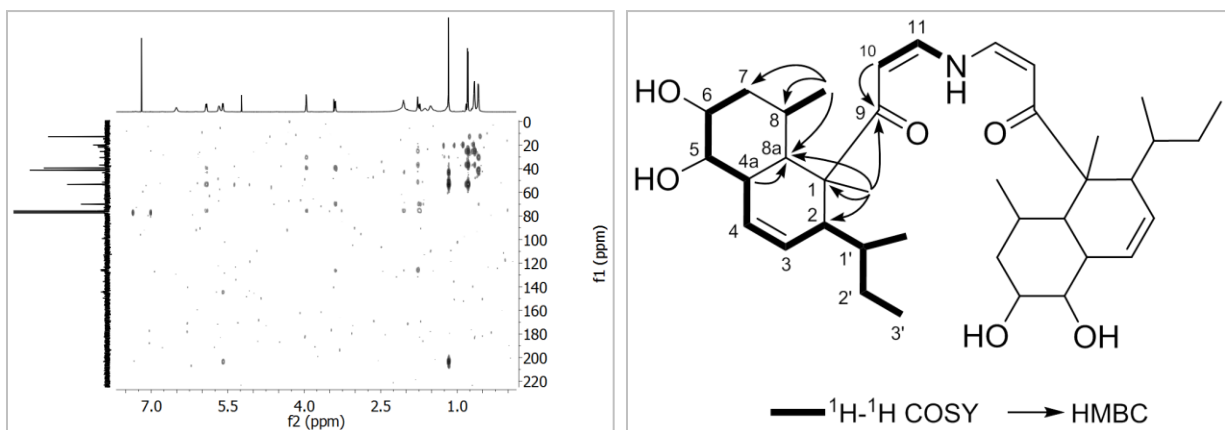 0
20
40
60
80
100
120
140
160
180
200
220
f1 (ppm)
7.0 5.5 4.0 2.5 1.0
f2 (ppm)
11
10
N
H
7
HO
6
8
9
O
O
5
8a
4a
HO
1
2
4
3
1'
2'
3'
HO
OH
¹H-¹H COSY
HMBC